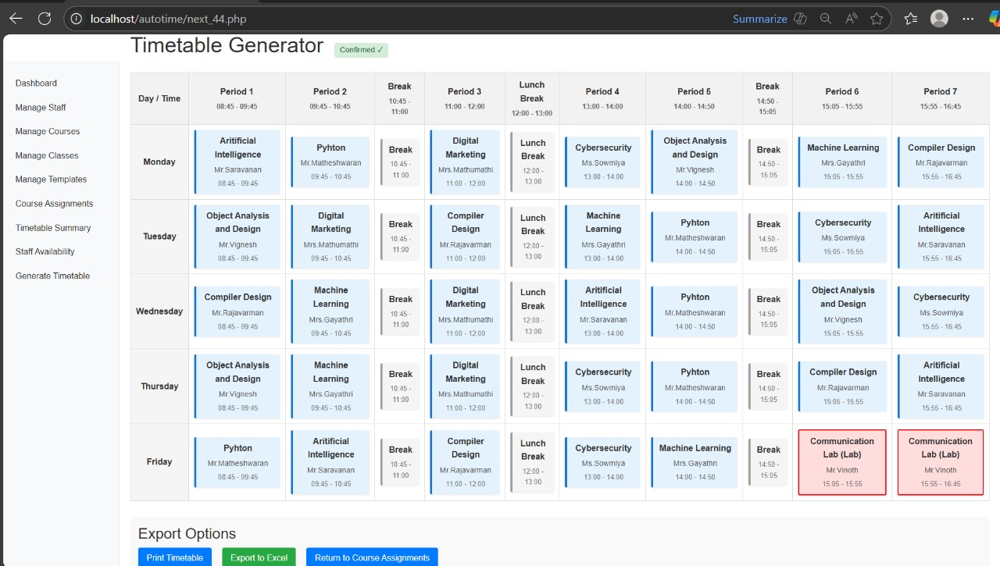 localhost/autotime/next_44.php
Summarize
Timetable Generator
Confirmed ✓
Dashboard
Manage Staff
Manage Courses
Manage Classes
Manage Templates
Course Assignments
Timetable Summary
Staff Availability
Generate Timetable
Day / Time
Period 1
08:45 - 09:45
Period 2
09:45 - 10:45
Break
10:45 -
11:00
Period 3
11:00 - 12:00
Lunch
Break
12:00 - 13:00
Period 4
13:00 - 14:00
Period 5
14:00 - 14:50
Break
14:50 -
15:05
Period 6
15:05 - 15:55
Period 7
15:55 - 16:45
Monday
Aritificial
Intelligence
Mr.Saravanan
08:45 - 09:45
Pyhton
Mr.Matheshwaran
09:45 - 10:45
Break
10:45 -
11:00
Digital
Marketing
Mrs.Mathumathi
11:00 - 12:00
Lunch
Break
12:00 -
13:00
Cybersecurity
Ms.Sowmiya
13:00 - 14:00
Object Analysis
and Design
Mr.Vignesh
14:00 - 14:50
Break
14:50 -
15:05
Machine Learning
Mrs.Gayathri
15:05 - 15:55
Compiler Design
Mr.Rajavarman
15:55 - 16:45
Tuesday
Object Analysis
and Design
Mr.Vignesh
08:45 - 09:45
Digital
Marketing
Mrs.Mathumathi
09:45 - 10:45
Break
10:45 -
11:00
Compiler
Design
Mr.Rajavarman
11:00 - 12:00
Lunch
Break
12:00 -
13:00
Machine
Learning
Mrs.Gayathri
13:00 - 14:00
Pyhton
Mr.Matheshwaran
14:00 - 14:50
Break
14:50 -
15:05
Cybersecurity
Ms.Sowmiya
15:05 - 15:55
Aritificial
Intelligence
Mr.Saravanan
15:55 - 16:45
Wednesday
Compiler Design
Mr.Rajavarman
08:45 - 09:45
Machine
Learning
Mrs.Gayathri
09:45 - 10:45
Break
10:45 -
11:00
Digital
Marketing
Mrs.Mathumathi
11:00 - 12:00
Lunch
Break
12:00 -
13:00
Aritificial
Intelligence
Mr.Saravanan
13:00 - 14:00
Pyhton
Mr.Matheshwaran
14:00 - 14:50
Break
14:50 -
15:05
Object Analysis
and Design
Mr.Vignesh
15:05 - 15:55
Cybersecurity
Ms.Sowmiya
15:55 - 16:45
Thursday
Object Analysis
and Design
Mr.Vignesh
08:45 - 09:45
Machine
Learning
Mrs.Gayathri
09:45 - 10:45
Break
10:45 -
11:00
Digital
Marketing
Mrs.Mathumathi
11:00 - 12:00
Lunch
Break
12:00 -
13:00
Cybersecurity
Ms.Sowmiya
13:00 - 14:00
Pyhton
Mr.Matheshwaran
14:00 - 14:50
Break
14:50 -
15:05
Compiler Design
Mr.Rajavarman
15:05 - 15:55
Aritificial
Intelligence
Mr.Saravanan
15:55 - 16:45
Friday
Pyhton
Mr.Matheshwaran
08:45 - 09:45
Aritificial
Intelligence
Mr.Saravanan
09:45 - 10:45
Break
10:45 -
11:00
Compiler
Design
Mr.Rajavarman
11:00 - 12:00
Lunch
Break
12:00 -
13:00
Cybersecurity
Ms.Sowmiya
13:00 - 14:00
Machine Learning
Mrs.Gayathri
14:00 - 14:50
Break
14:50 -
15:05
Communication
Lab (Lab)
Mr.Vinoth
15:05 - 15:55
Communication
Lab (Lab)
Mr.Vinoth
15:55 - 16:45
Export Options
Print Timetable
Export to Excel
Return to Course Assignments